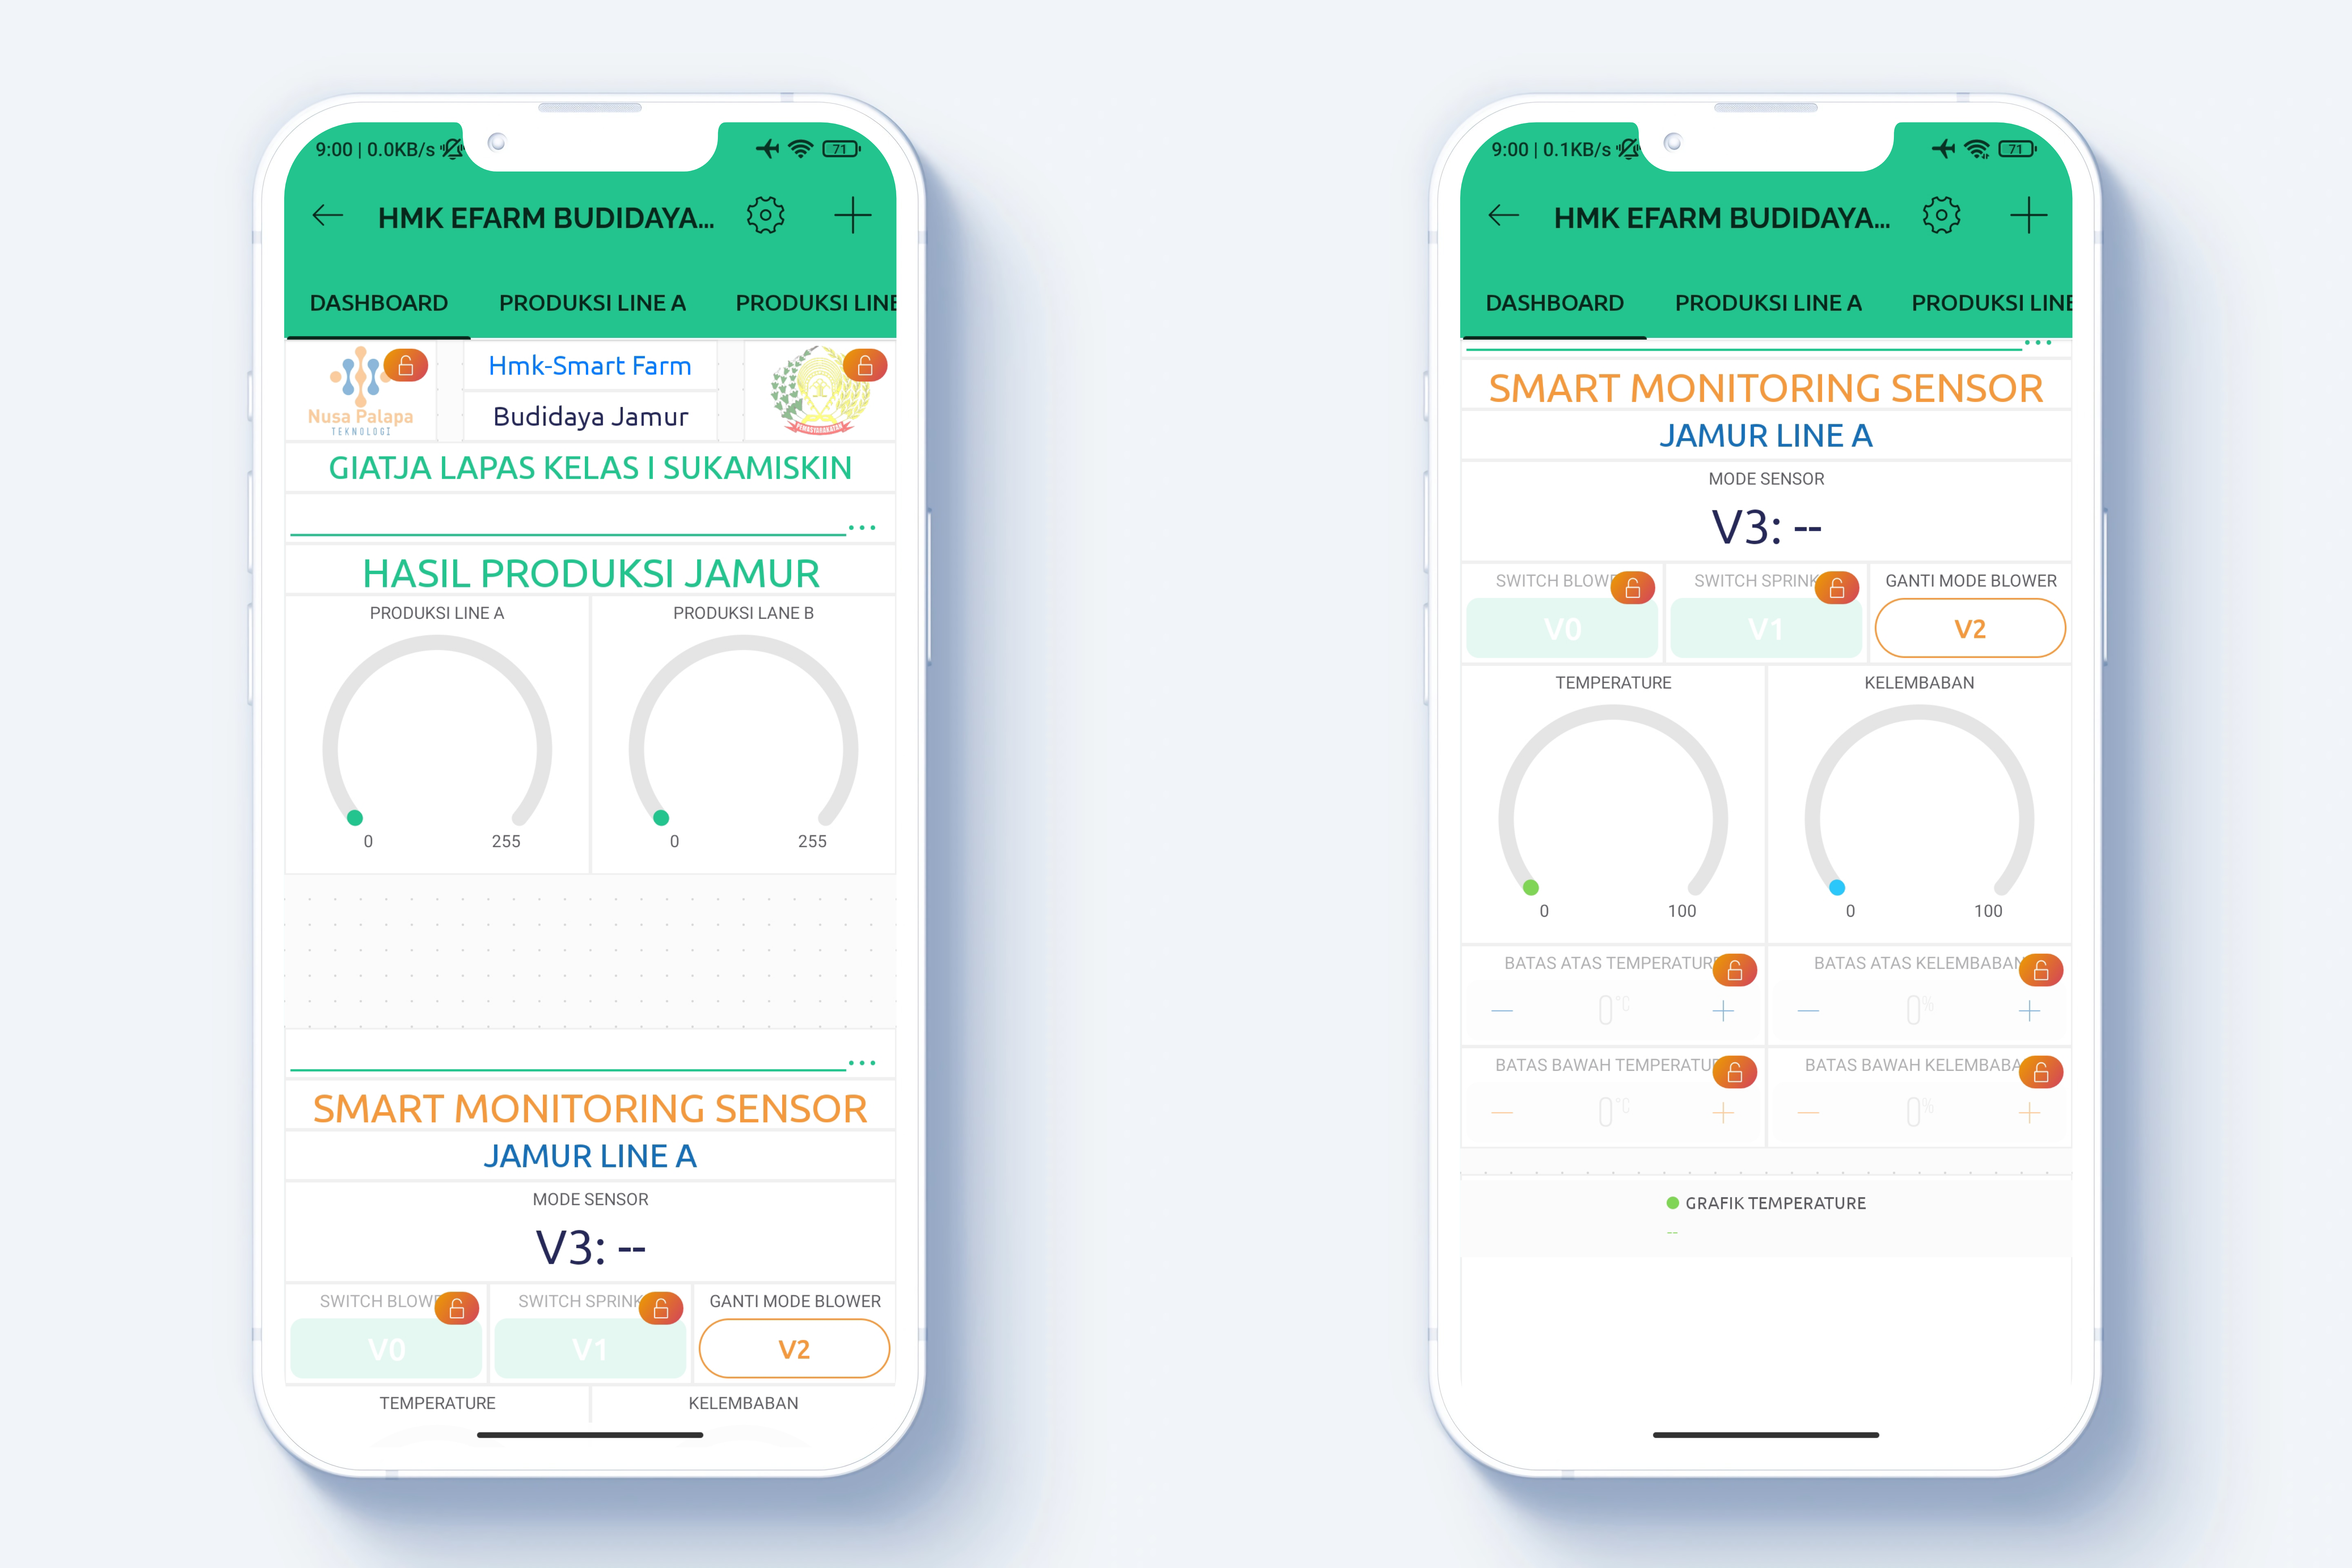 9:00 | 0.0KB/s
71
HMK EFARM BUDIDAYA...
DASHBOARD PRODUKSI LINE A PRODUKSI LINE
Nusa Palapa
TEKNOLOGI
Hmk-Smart Farm
Budidaya Jamur
PEMASYARAKATAN
GIATJA LAPAS KELAS I SUKAMISKIN
...
HASIL PRODUKSI JAMUR
PRODUKSI LINE A PRODUKSI LANE B
0 255 0 255
...
SMART MONITORING SENSOR
JAMUR LINE A
MODE SENSOR
V3: --
SWITCH BLOWE SWITCH SPRINK GANTI MODE BLOWER
V0 V1 V2
TEMPERATURE KELEMBABAN
9:00 | 0.1KB/s
71
HMK EFARM BUDIDAYA...
DASHBOARD PRODUKSI LINE A PRODUKSI LINE
...
SMART MONITORING SENSOR
JAMUR LINE A
MODE SENSOR
V3: --
SWITCH BLOWE SWITCH SPRINK GANTI MODE BLOWER
V0 V1 V2
TEMPERATURE KELEMBABAN
0 100 0 100
BATAS ATAS TEMPERATUR BATAS ATAS KELEMBABAN
— 0°C + — 0% +
BATAS BAWAH TEMPERATU BATAS BAWAH KELEMBABA
— 0°C + — 0% +
GRAFIK TEMPERATURE
--